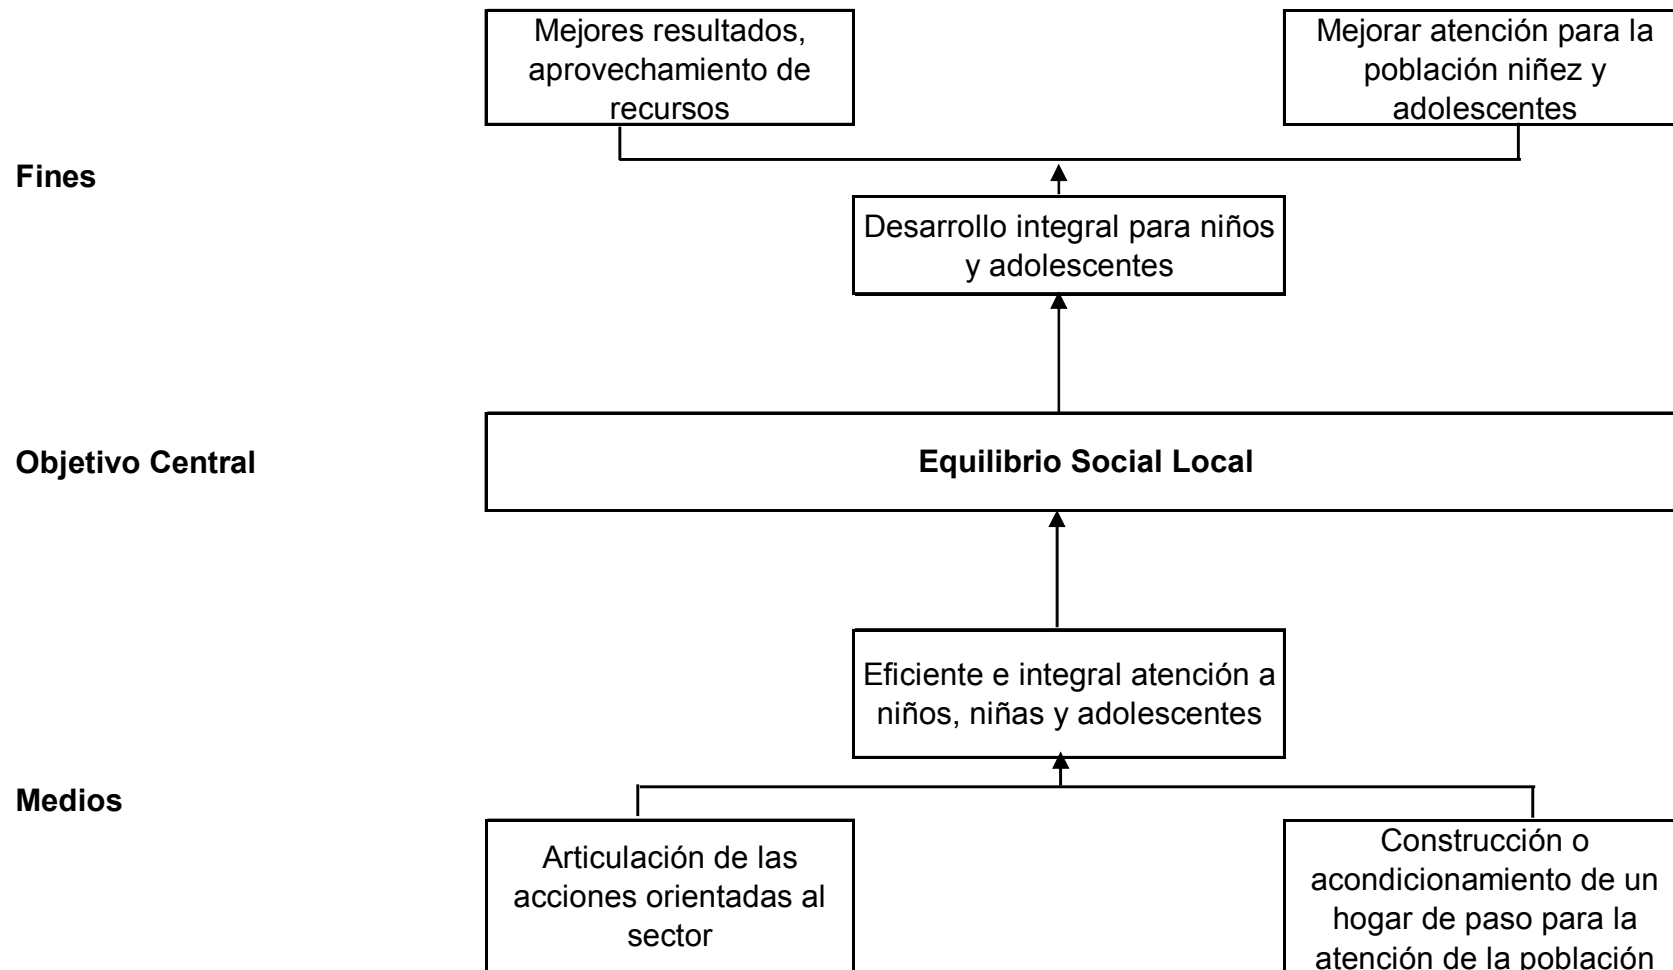 Mejores resultados,
aprovechamiento de
recursos
Mejorar atención para la
población niñez y
adolescentes
Fines
Desarrollo integral para niños
y adolescentes
Objetivo Central
Equilibrio Social Local
Eficiente e integral atención a
niños, niñas y adolescentes
Medios
Articulación de las
acciones orientadas al
sector
Construcción o
acondicionamiento de un
hogar de paso para la
atención de la población